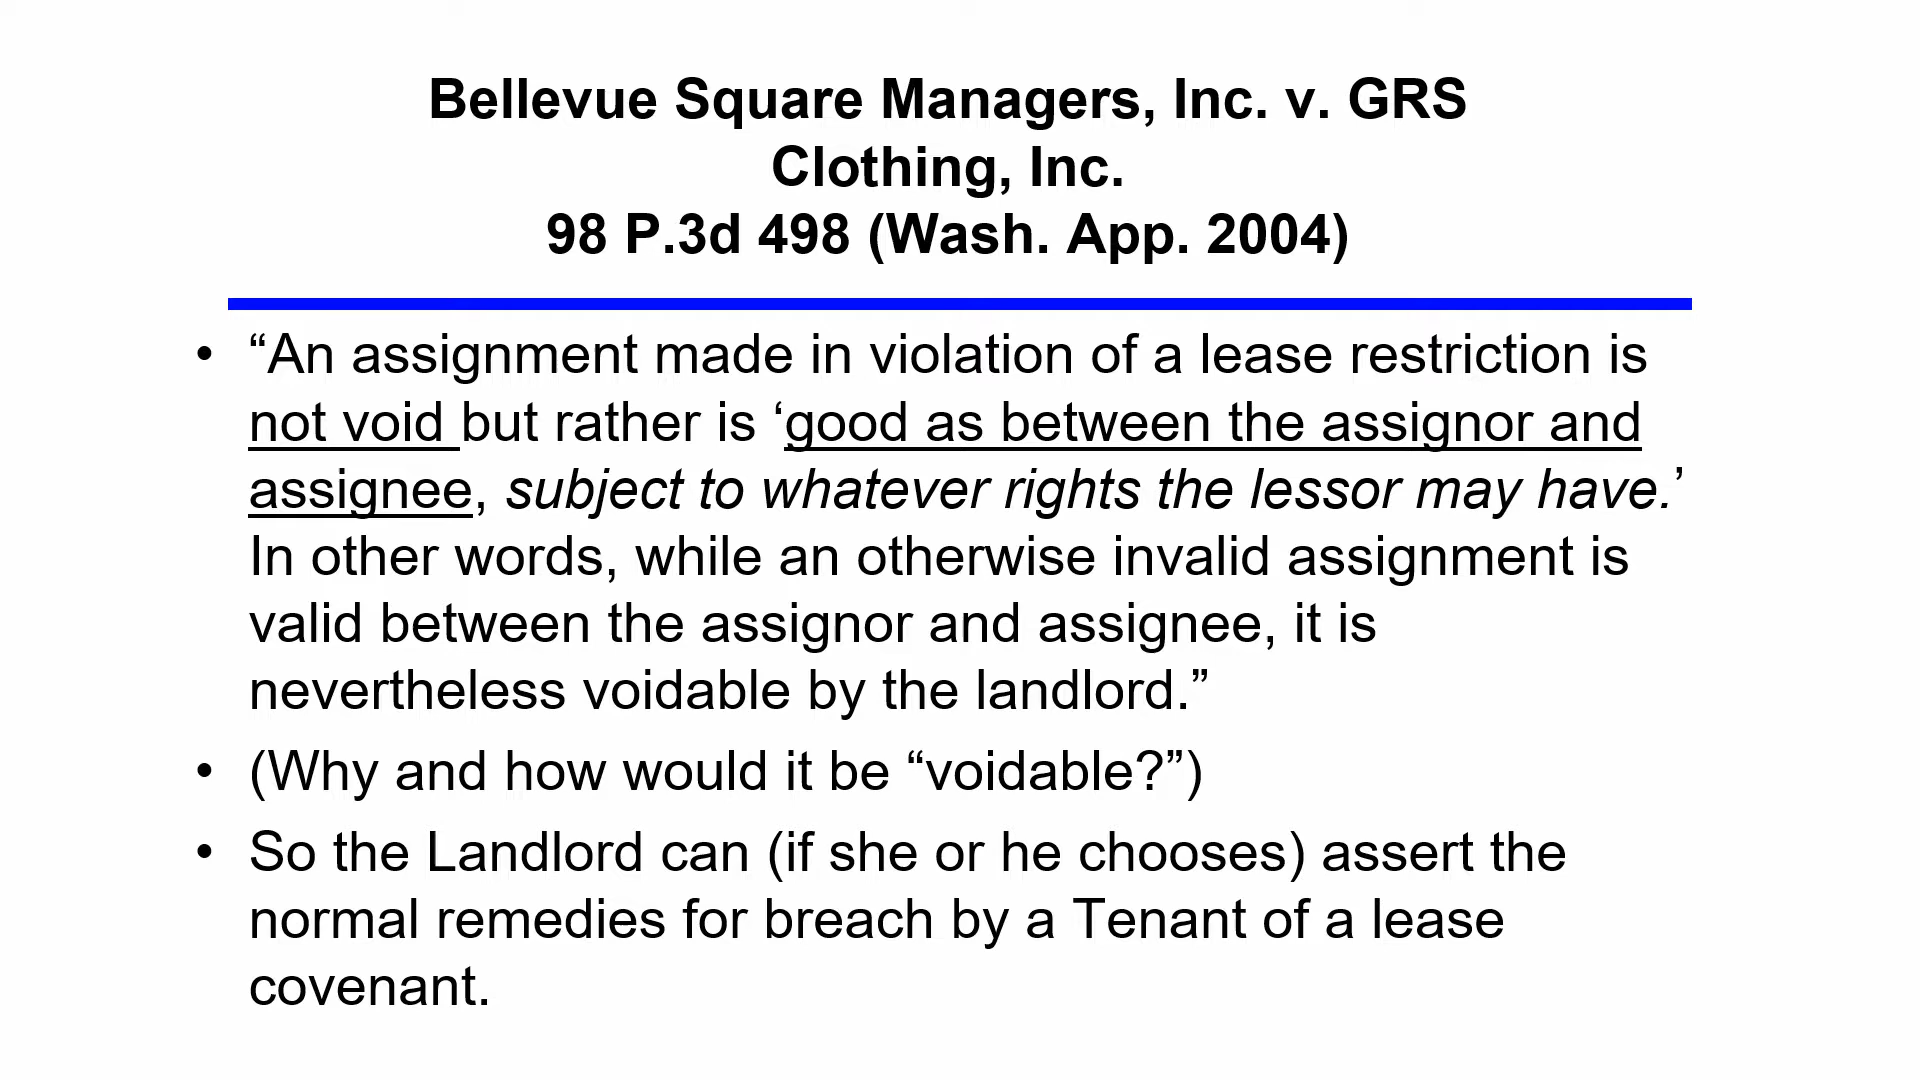 Bellevue Square Managers, Inc. v. GRS
Clothing, Inc.
98 P.3d 498 (Wash. App. 2004)
• “An assignment made in violation of a lease restriction is
not void but rather is ‘good as between the assignor and
assignee, subject to whatever rights the lessor may have.’
In other words, while an otherwise invalid assignment is
valid between the assignor and assignee, it is
nevertheless voidable by the landlord.”
• (Why and how would it be “voidable?”)
• So the Landlord can (if she or he chooses) assert the
normal remedies for breach by a Tenant of a lease
covenant.